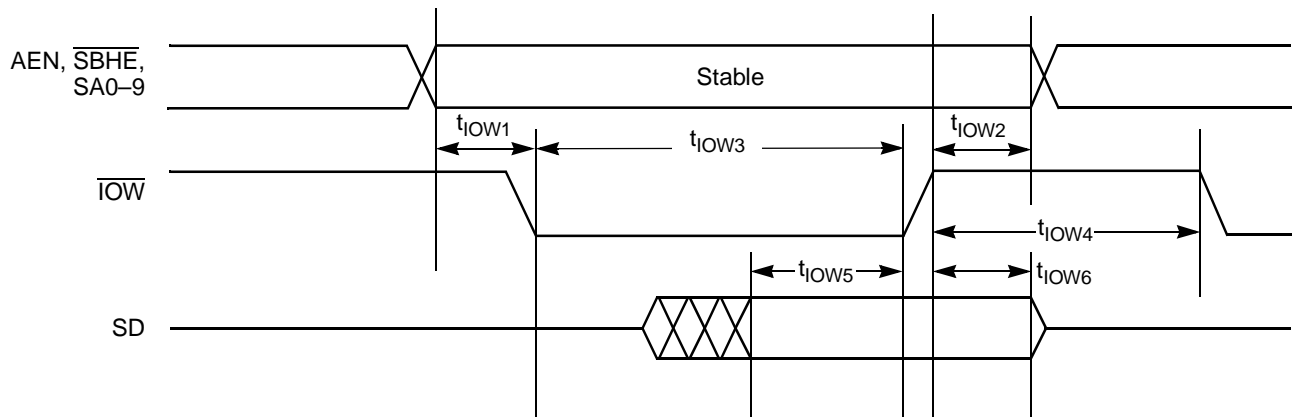 AEN, SBHE,
SA0–9
Stable
tIOW1
tIOW3
tIOW2
IOW
tIOW4
tIOW5
tIOW6
SD